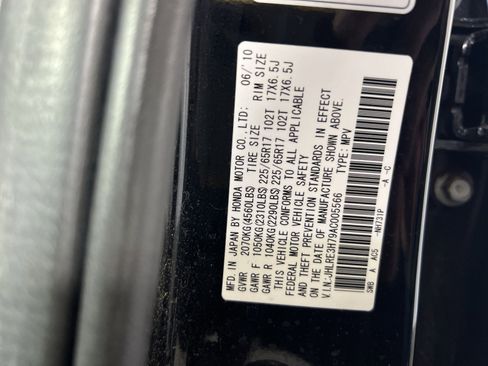 MFD. IN JAPAN BY HONDA MOTOR CO., LTD: 06/'10
GVWR 2070KG(4560LBS) TIRE SIZE RIM SIZE
GAWR F 1050KG(2310LBS) 225/65R17 102T 17X6.5J
GAWR R 1040KG(2290LBS) 225/65R17 102T 17X6.5J
THIS VEHICLE CONFORMS TO ALL APPLICABLE
FEDERAL MOTOR VEHICLE SAFETY
AND THEFT PREVENTION STANDARDS IN EFFECT
ON THE DATE OF MANUFACTURE SHOWN ABOVE.
V.I.N:JHLRE3H79AC005566 TYPE: MPV
SWB A A05 -NH731P -A -C